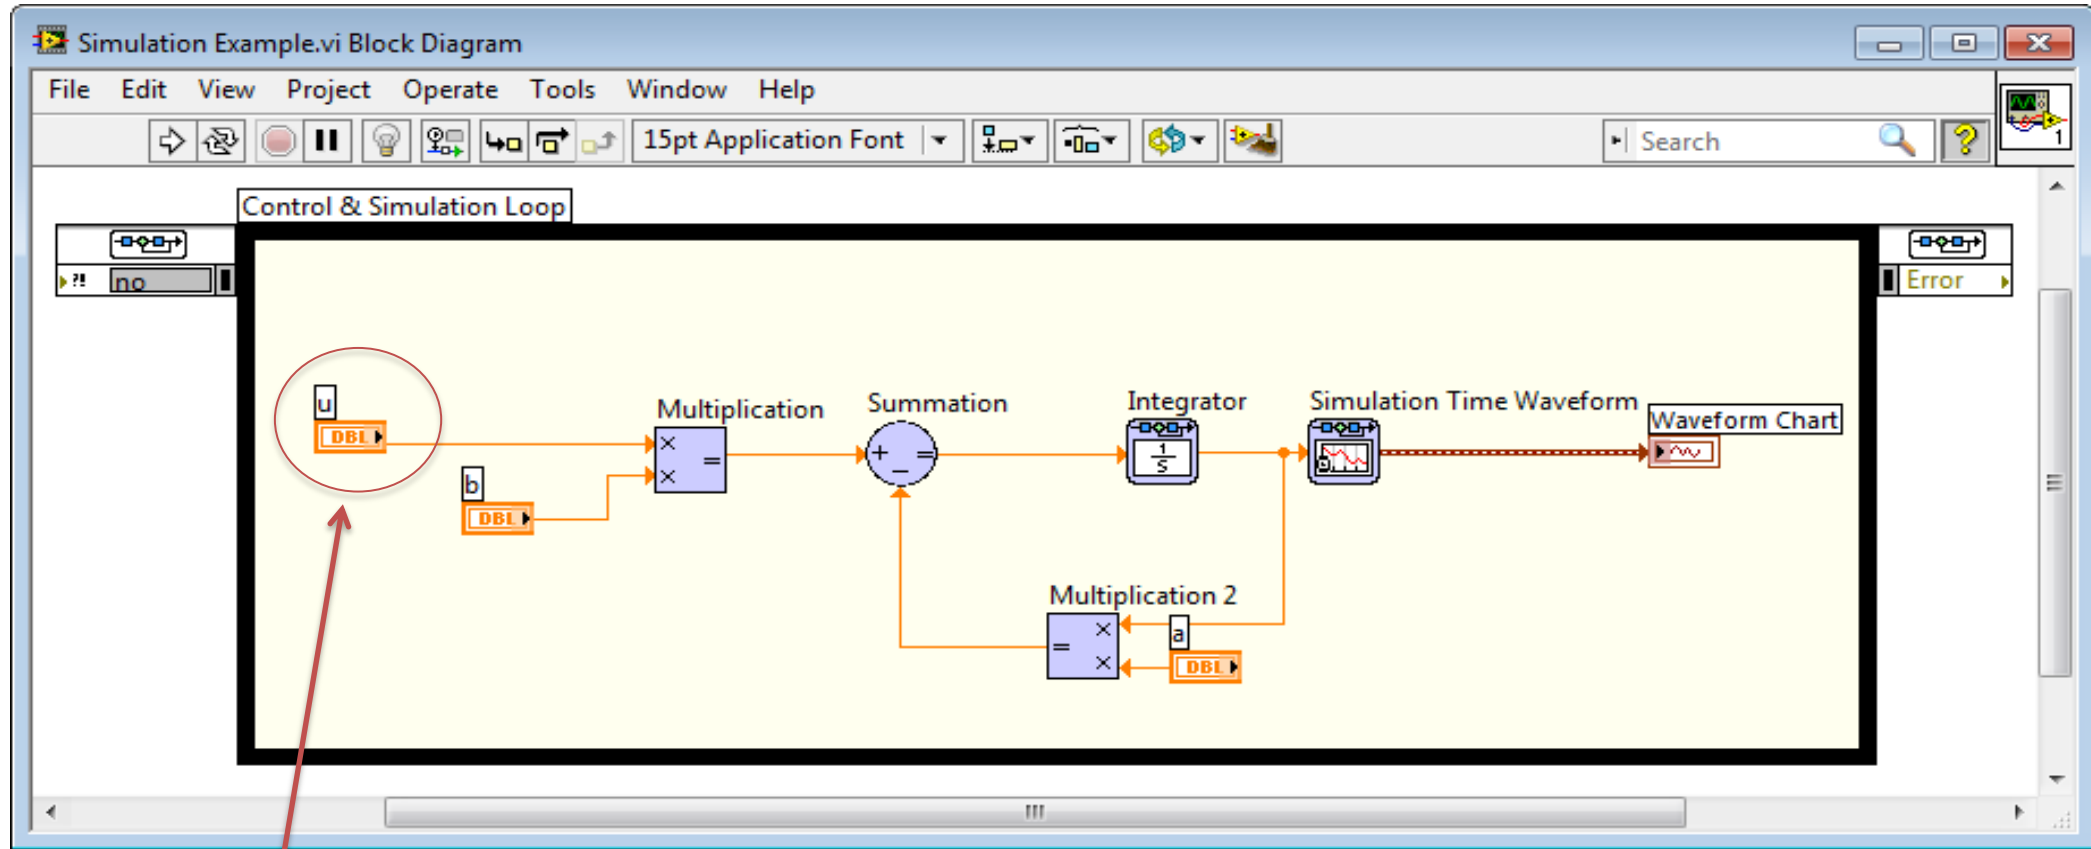 Simulation Example.vi Block Diagram
File Edit View Project Operate Tools Window Help
15pt Application Font
Search
1
Control & Simulation Loop
?! no
Error
u
DBL
b
DBL
Multiplication
×
×
=
Summation
+ =
−
Integrator
1
s
Simulation Time Waveform
Waveform Chart
Multiplication 2
×
=
×
a
DBL